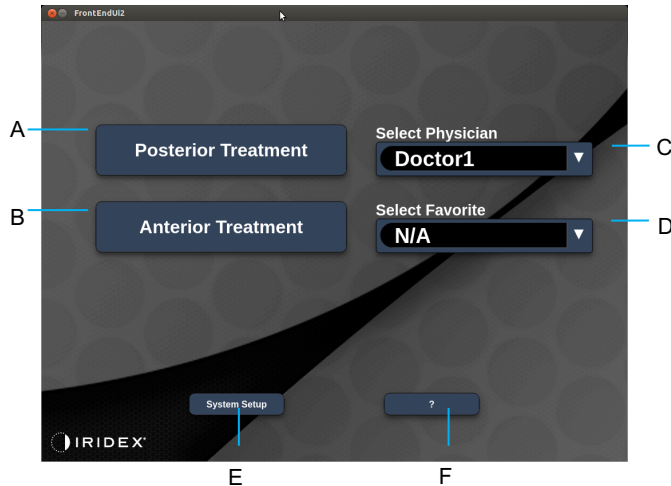 FrontEndUi2
A
Posterior Treatment
Select Physician
Doctor1
C
B
Anterior Treatment
Select Favorite
N/A
D
System Setup
?
IRIDEX
E
F